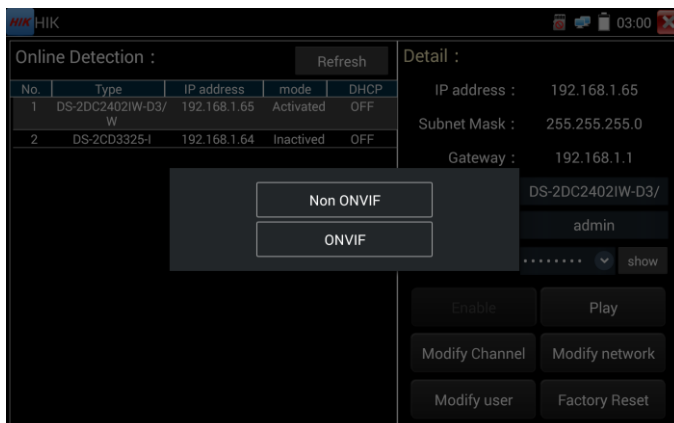 HIK HIK 03:00
Online Detection : Refresh
No. Type IP address mode DHCP
1 DS-2DC2402IW-D3/W 192.168.1.65 Activated OFF
2 DS-2CD3325-I 192.168.1.64 Inactived OFF
Non ONVIF
ONVIF
Detail :
IP address : 192.168.1.65
Subnet Mask : 255.255.255.0
Gateway : 192.168.1.1
DS-2DC2402IW-D3/
admin
········ show
Enable Play
Modify Channel Modify network
Modify user Factory Reset